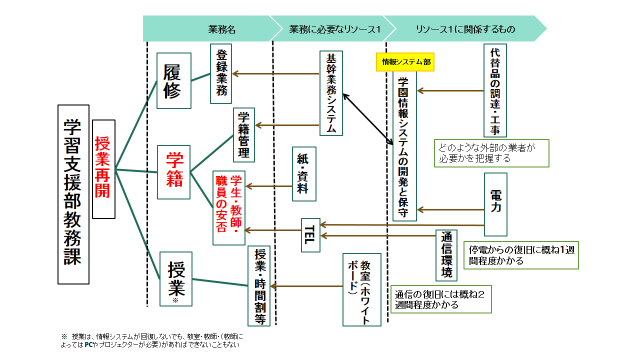 業務名
業務に必要なリソース1
リソース1に関係するもの
学習支援部教務課
授業再開
履修
登録業務
基幹業務システム
情報システム部
学園情報システムの開発と保守
代替品の調達・工事
どのような外部の業者が
必要かを把握する
学籍
学籍管理
紙・資料
学生・教師・
職員の安否
TEL
電力
通信環境
停電からの復旧に概ね1週
間程度かかる
授業
※
授業・時間割等
教室(ホワイト
ボード)
通信の復旧には概ね2
週間程度かかる
※ 授業は、情報システムが回復しないでも、教室・教師・(教師に
よってはPCやプロジェクターが必要)があればできないこともない